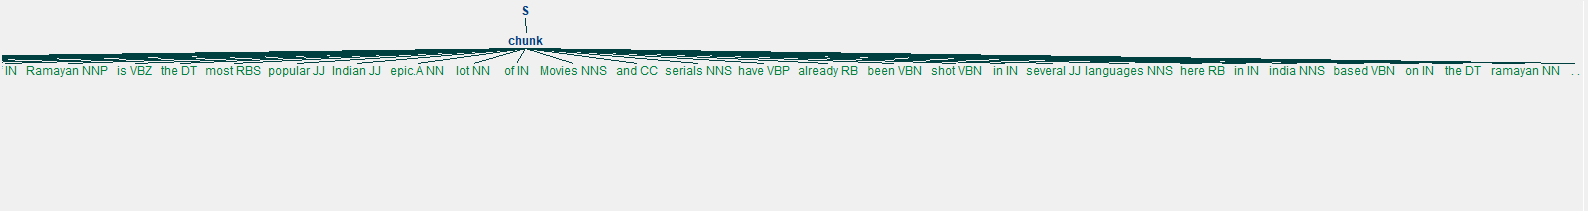 S
chunk
IN Ramayan NNP is VBZ the DT most RBS popular JJ Indian JJ epic.A NN lot NN of IN Movies NNS and CC serials NNS have VBP already RB been VBN shot VBN in IN several JJ languages NNS here RB in IN india NNS based VBN on IN the DT ramayan NN . .